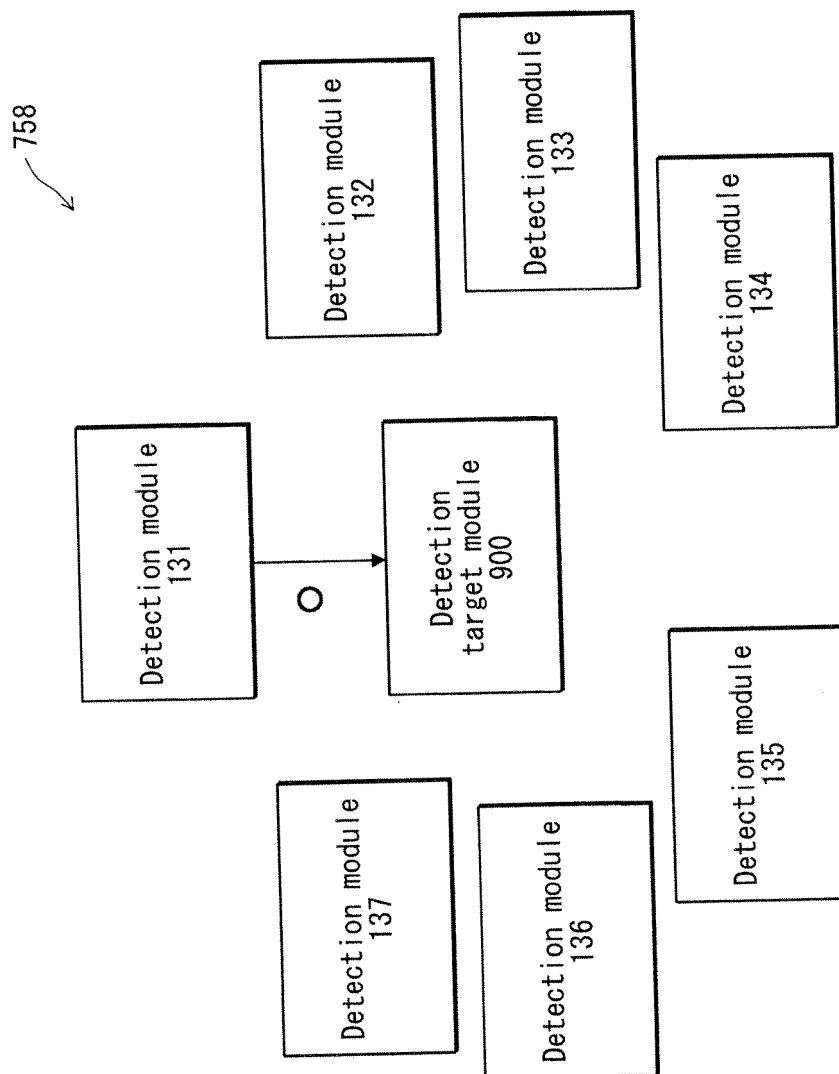 758
Detection module
131
Detection module
132
Detection module
133
Detection module
134
Detection module
135
Detection module
136
Detection module
137
Detection
target module
900